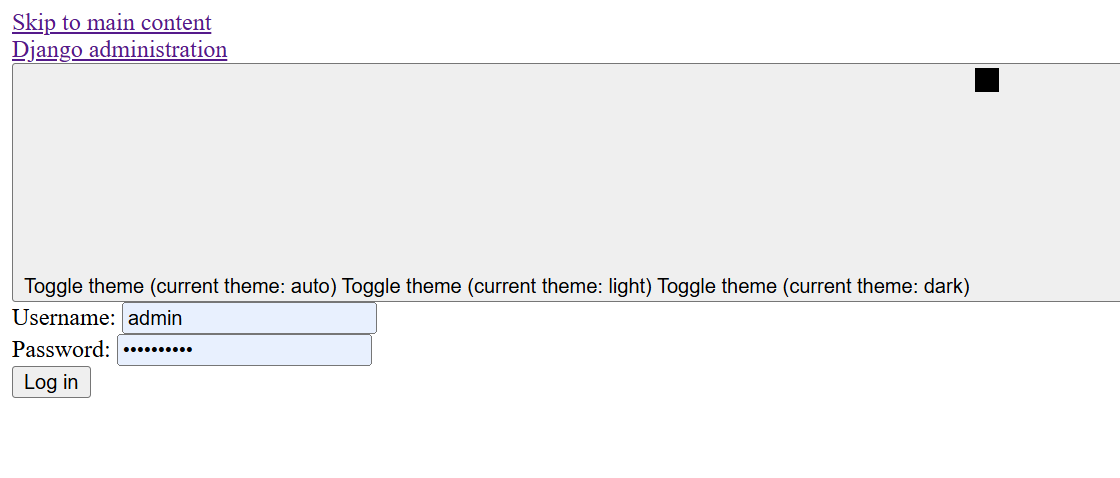 Skip to main content
Django administration
Toggle theme (current theme: auto) Toggle theme (current theme: light) Toggle theme (current theme: dark)
Username: admin
Password: ••••••••••
Log in